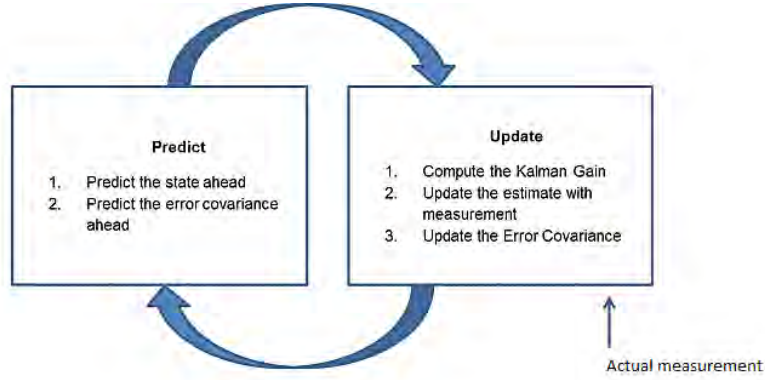 Predict
1. Predict the state ahead
2. Predict the error covariance
ahead
Update
1. Compute the Kalman Gain
2. Update the estimate with
measurement
3. Update the Error Covariance
Actual measurement